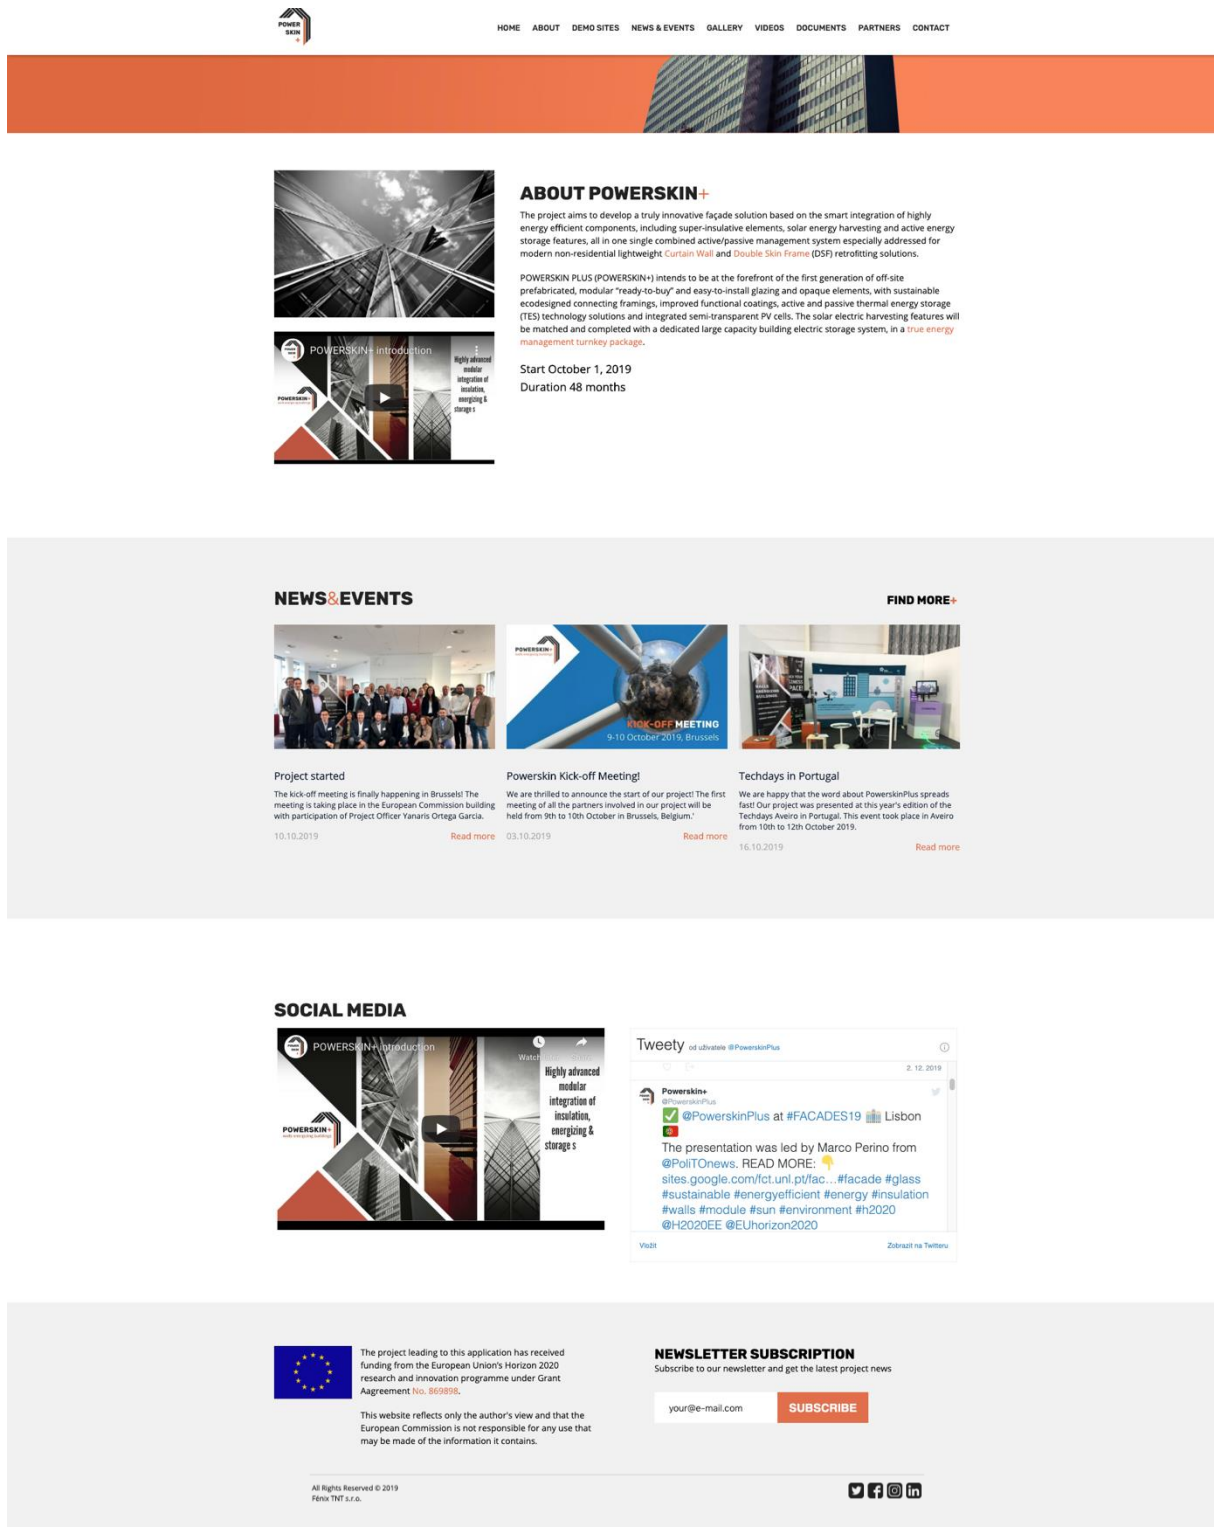 POWER
SKIN
+
HOME ABOUT DEMO SITES NEWS & EVENTS GALLERY VIDEOS DOCUMENTS PARTNERS CONTACT
ABOUT POWERSKIN+
The project aims to develop a truly innovative façade solution based on the smart integration of highly
energy efficient components, including super-insulative elements, solar energy harvesting and active energy
storage features, all in one single combined active/passive management system especially addressed for
modern non-residential lightweight Curtain Wall and Double Skin Frame (DSF) retrofitting solutions.
POWERSKIN PLUS (POWERSKIN+) intends to be at the forefront of the first generation of off-site
prefabricated, modular "ready-to-buy" and easy-to-install glazing and opaque elements, with sustainable
ecodesigned connecting framings, improved functional coatings, active and passive thermal energy storage
(TES) technology solutions and integrated semi-transparent PV cells. The solar electric harvesting features will
be matched and completed with a dedicated large capacity building electric storage system, in a true energy
management turnkey package.
Start October 1, 2019
Duration 48 months
POWERSKIN+ introduction
Highly advanced
modular
integration of
insulation,
energizing &
storage s
POWERSKIN+
NEWS&EVENTS
FIND MORE+
POWERSKIN+
KICK-OFF MEETING
9-10 October 2019, Brussels
Project started
The kick-off meeting is finally happening in Brussels! The
meeting is taking place in the European Commission building
with participation of Project Officer Yanaris Ortega Garcia.
10.10.2019 Read more
Powerskin Kick-off Meeting!
We are thrilled to announce the start of our project! The first
meeting of all the partners involved in our project will be
held from 9th to 10th October in Brussels, Belgium.'
03.10.2019 Read more
Techdays in Portugal
We are happy that the word about PowerskinPlus spreads
fast! Our project was presented at this year's edition of the
Techdays Aveiro in Portugal. This event took place in Aveiro
from 10th to 12th October 2019.
16.10.2019 Read more
SOCIAL MEDIA
POWERSKIN+ introduction
Highly advanced
modular
integration of
insulation,
energizing &
storage s
POWERSKIN+
Tweety od uživatele @PowerskinPlus
2. 12. 2019
Powerskin+
@PowerskinPlus
✅ @PowerskinPlus at #FACADES19 Lisbon
🇵🇹
The presentation was led by Marco Perino from
@PoliTOnews. READ MORE: 👇
sites.google.com/fct.unl.pt/fac…#facade #glass
#sustainable #energyefficient #energy #insulation
#walls #module #sun #environment #h2020
@H2020EE @EUhorizon2020
Vložit Zobrazit na Twitteru
The project leading to this application has received
funding from the European Union's Horizon 2020
research and innovation programme under Grant
Aagreement No. 869898.
This website reflects only the author's view and that the
European Commission is not responsible for any use that
may be made of the information it contains.
NEWSLETTER SUBSCRIPTION
Subscribe to our newsletter and get the latest project news
your@e-mail.com SUBSCRIBE
All Rights Reserved © 2019
Fénix TNT s.r.o.